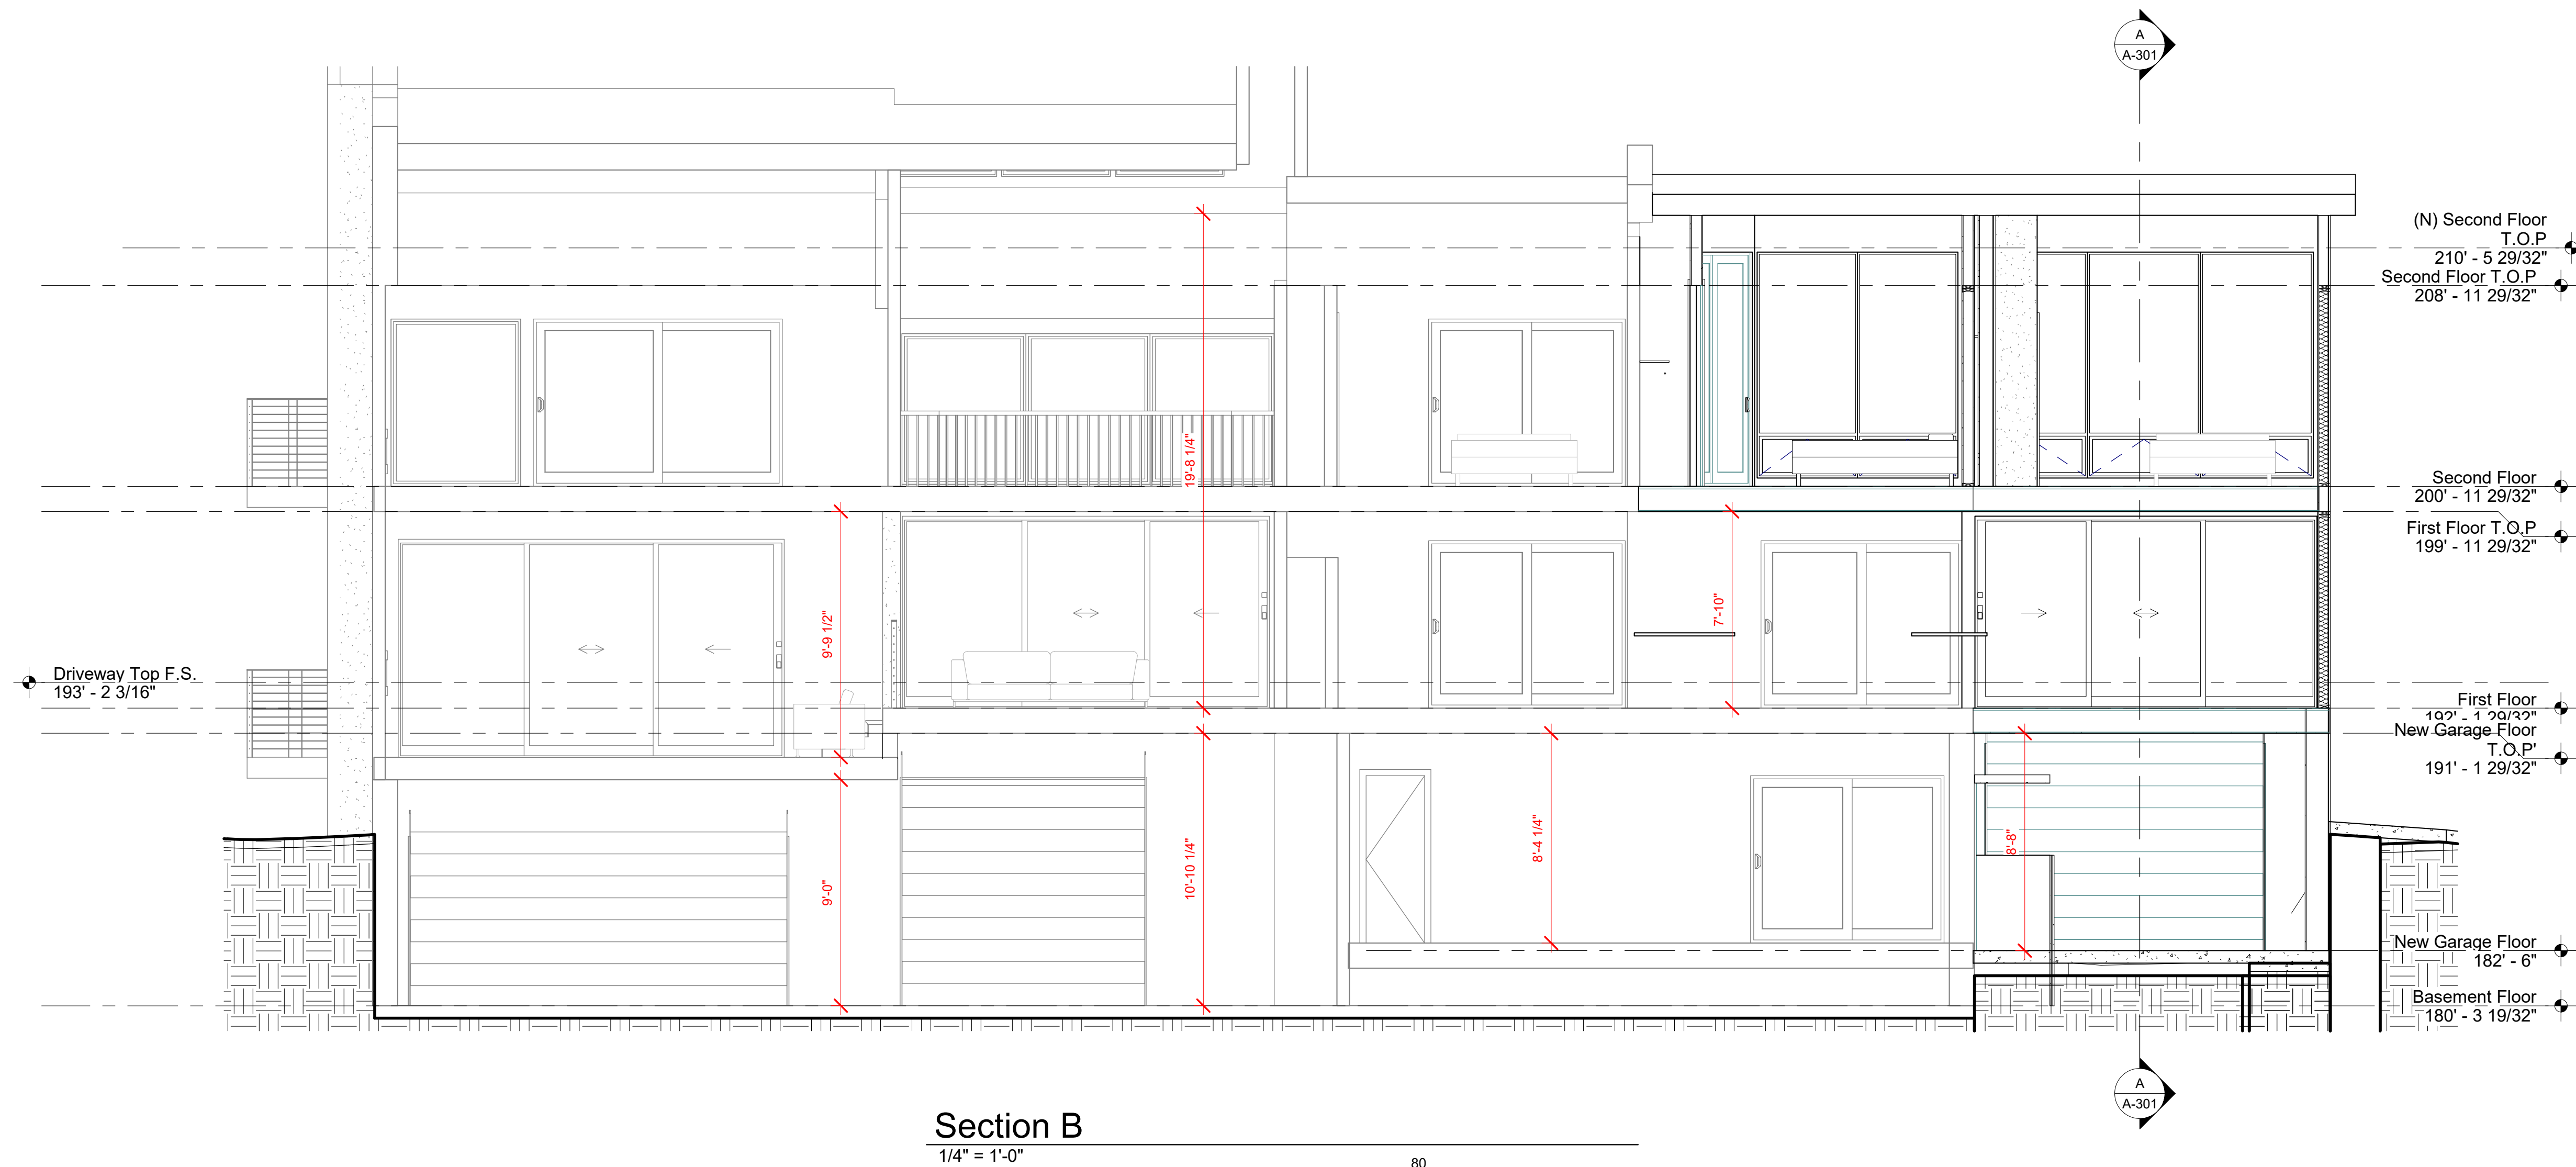 A
A-301
(N) Second Floor
T.O.P
210' - 5 29/32"
Second Floor T.O.P
208' - 11 29/32"
19'-8 1/4"
Second Floor
200' - 11 29/32"
First Floor T.O.P
199' - 11 29/32"
9'-9 1/2"
7'-10"
Driveway Top F.S.
193' - 2 3/16"
First Floor
192' - 1 29/32"
New Garage Floor
T.O.P'
191' - 1 29/32"
9'-0"
10'-10 1/4"
8'-4 1/4"
8'-8"
New Garage Floor
182' - 6"
Basement Floor
180' - 3 19/32"
A
A-301
Section B
1/4" = 1'-0"
80